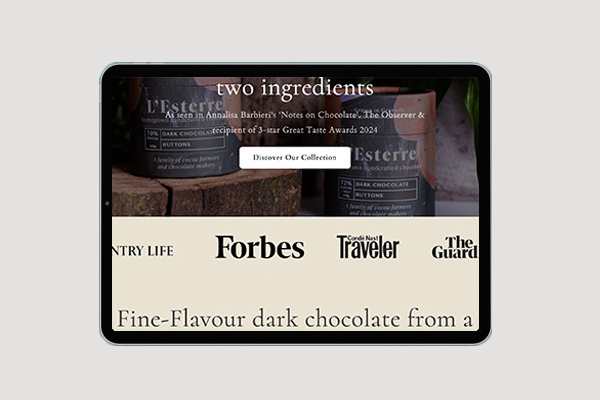 two ingredients
As seen in Annalisa Barbieri's 'Notes on Chocolate', The Observer &
recipient of 3-star Great Taste Awards 2024
Discover Our Collection
L'Esterre
70% DARK CHOCOLATE
BUTTONS
A family of cocoa farmers
and chocolate makers
L'Esterre
handcrafted chocolate
72% DARK CHOCOLATE
BUTTONS
A family of cocoa farmers
and chocolate makers
NTRY LIFE
Forbes
Condé Nast
Traveler
The
Guard
Fine-Flavour dark chocolate from a